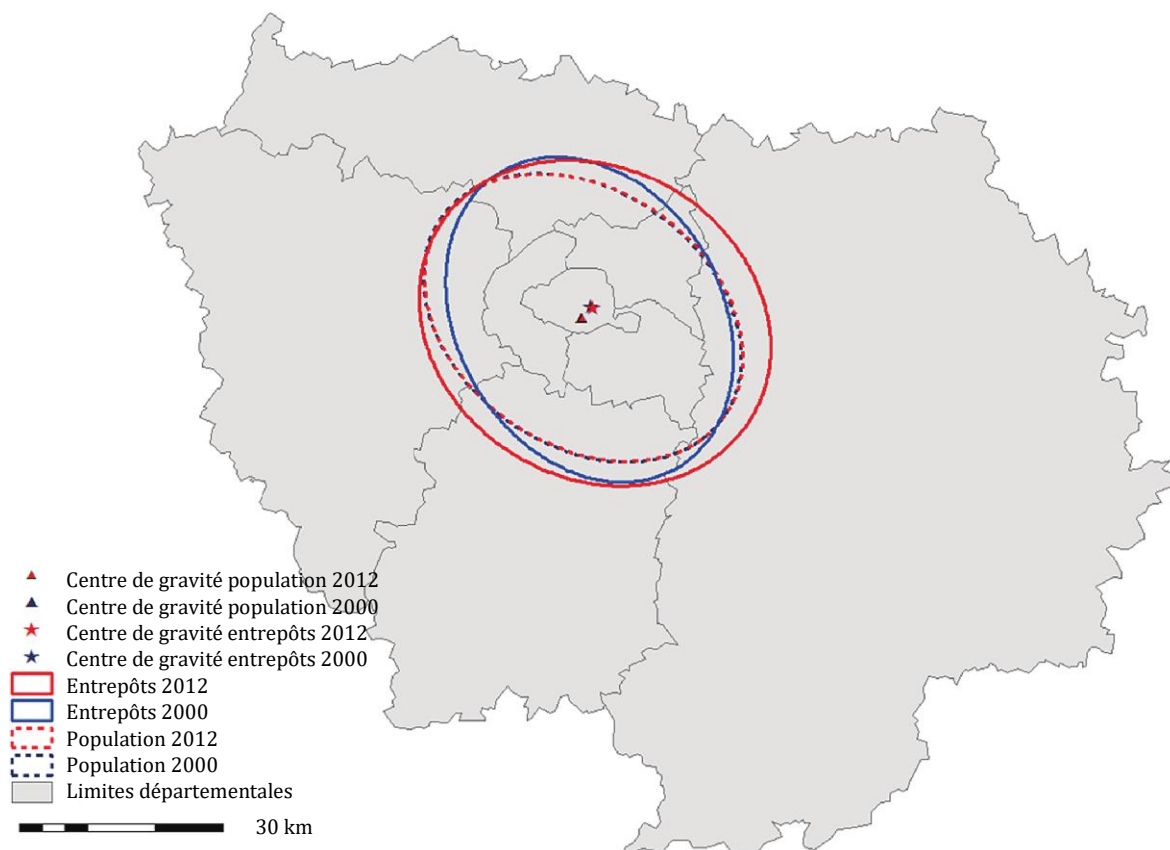 Centre de gravité population 2012
Centre de gravité population 2000
Centre de gravité entrepôts 2012
Centre de gravité entrepôts 2000
Entrepôts 2012
Entrepôts 2000
Population 2012
Population 2000
Limites départementales
30 km